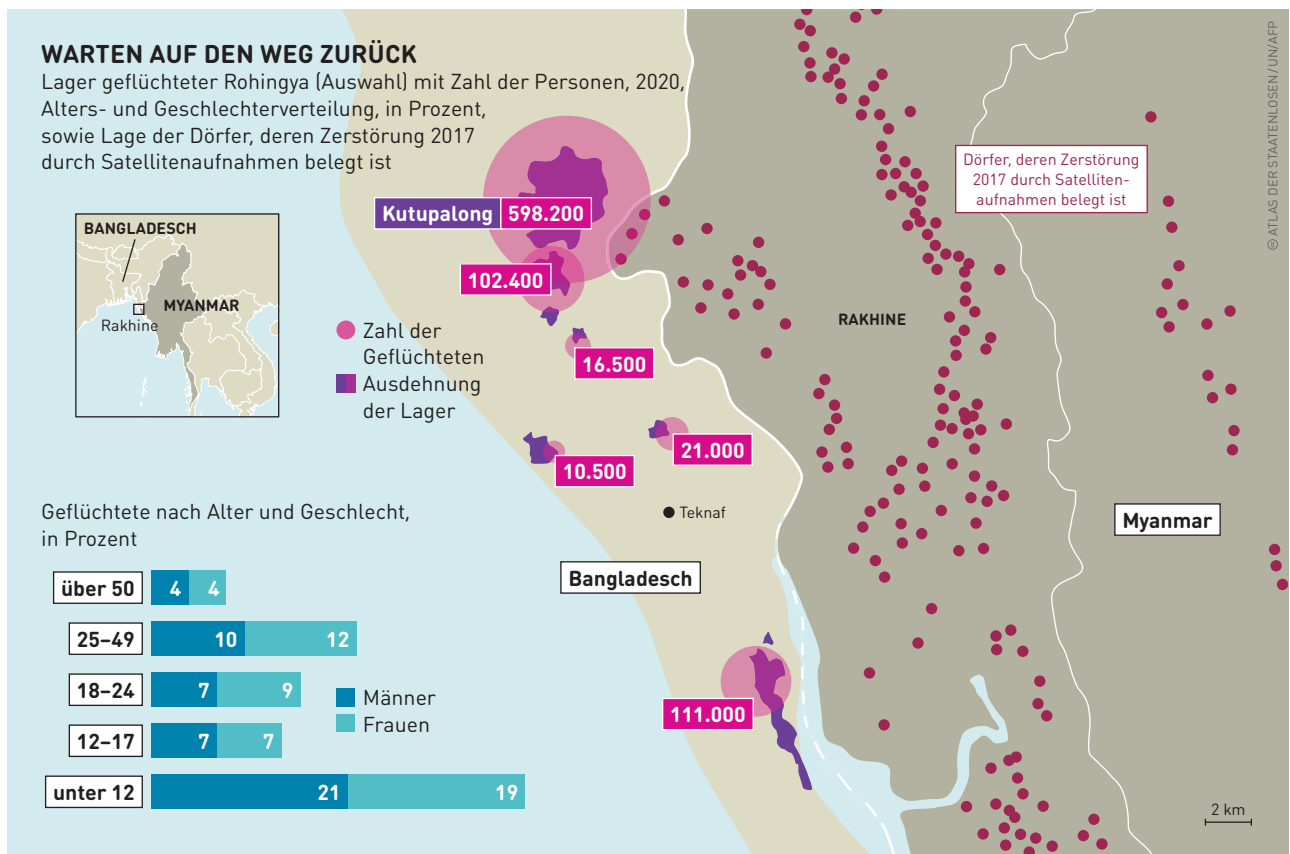 WARTEN AUF DEN WEG ZURÜCK
Lager geflüchteter Rohingya (Auswahl) mit Zahl der Personen, 2020,
Alters- und Geschlechterverteilung, in Prozent,
sowie Lage der Dörfer, deren Zerstörung 2017
durch Satellitenaufnahmen belegt ist
BANGLADESCH
MYANMAR
Rakhine
Kutupalong 598.200
102.400
16.500
21.000
10.500
111.000
Zahl der
Geflüchteten
Ausdehnung
der Lager
Dörfer, deren Zerstörung
2017 durch Satelliten-
aufnahmen belegt ist
RAKHINE
Teknaf
Bangladesch
Myanmar
2 km
Geflüchtete nach Alter und Geschlecht,
in Prozent
über 50 4 4
25–49 10 12
18–24 7 9
12–17 7 7
unter 12 21 19
Männer
Frauen
© ATLAS DER STAATENLOSEN / UN/AFP